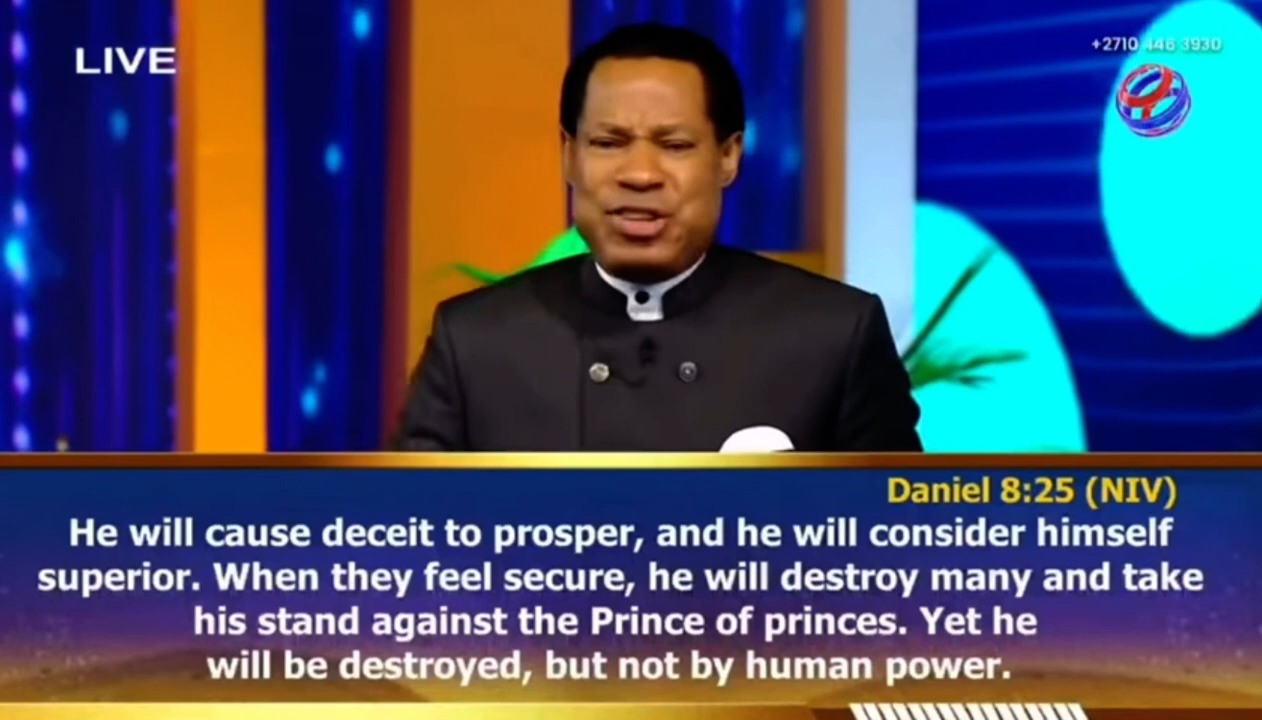 LIVE
+2710 446 3930
Daniel 8:25 (NIV)
He will cause deceit to prosper, and he will consider himself
superior. When they feel secure, he will destroy many and take
his stand against the Prince of princes. Yet he
will be destroyed, but not by human power.